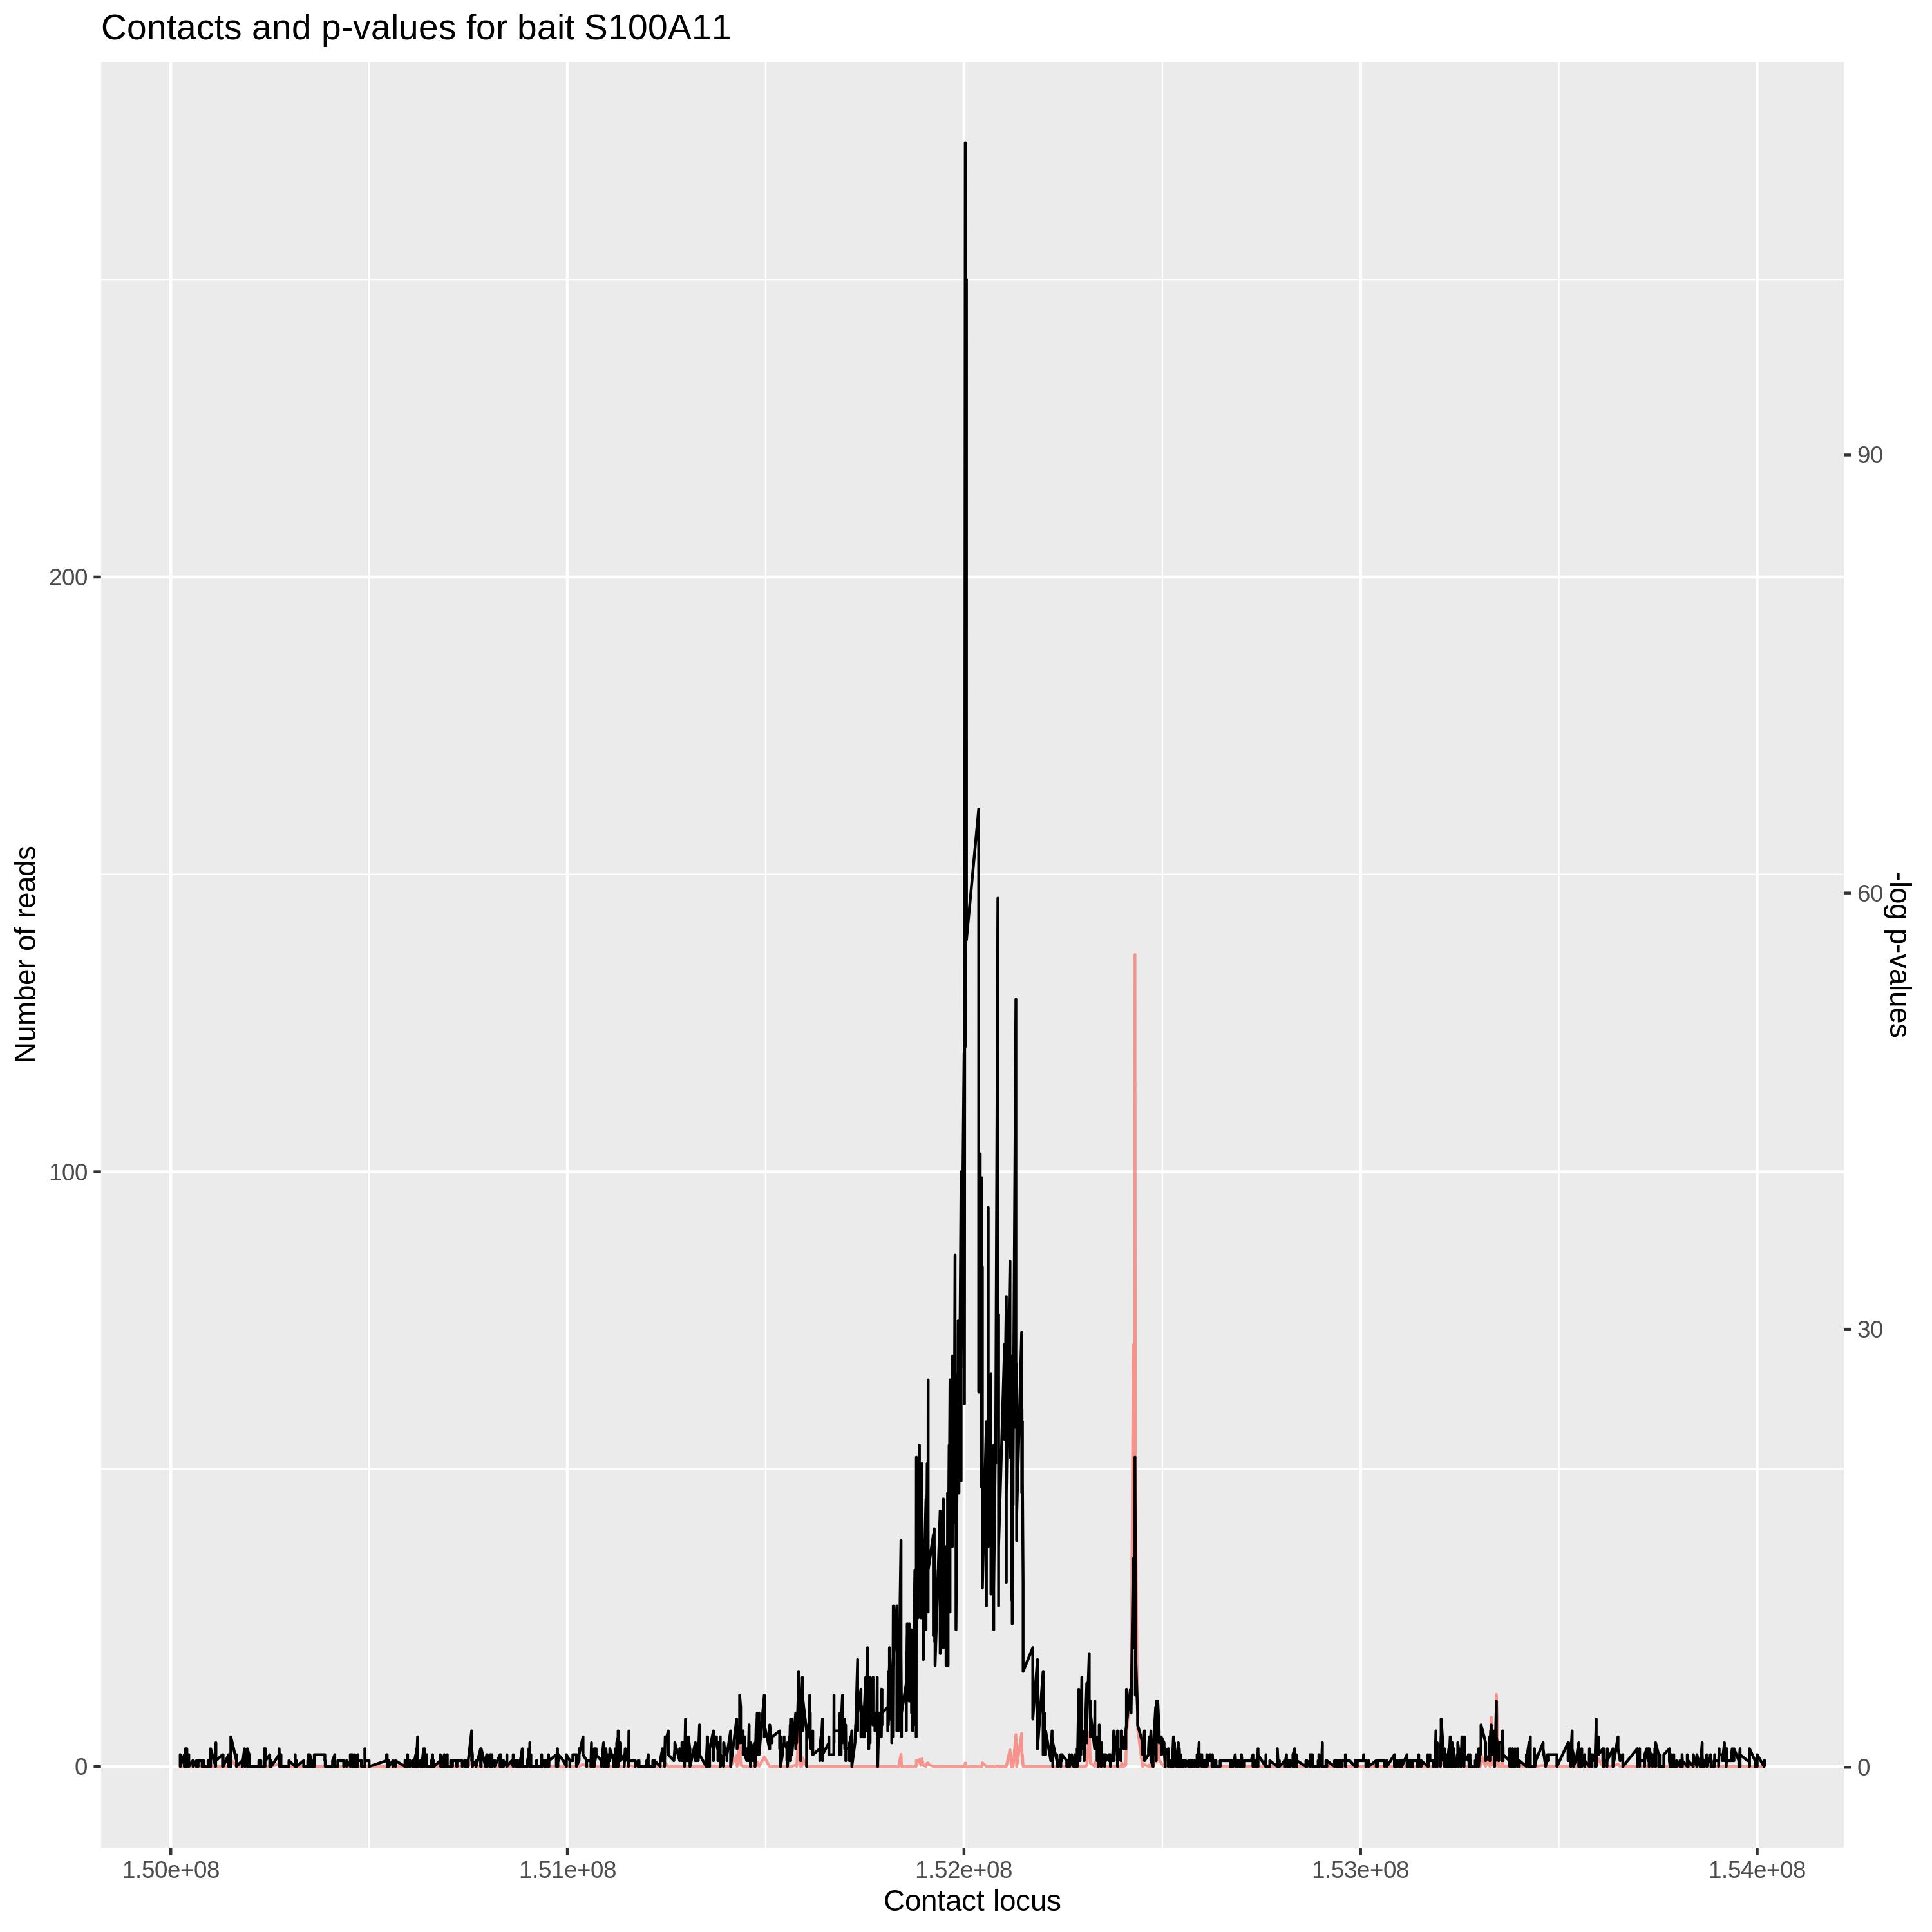 Contacts and p-values for bait S100A11
Number of reads
200
100
0
90
60
30
0
-log p-values
1.50e+08
1.51e+08
1.52e+08
1.53e+08
1.54e+08
Contact locus